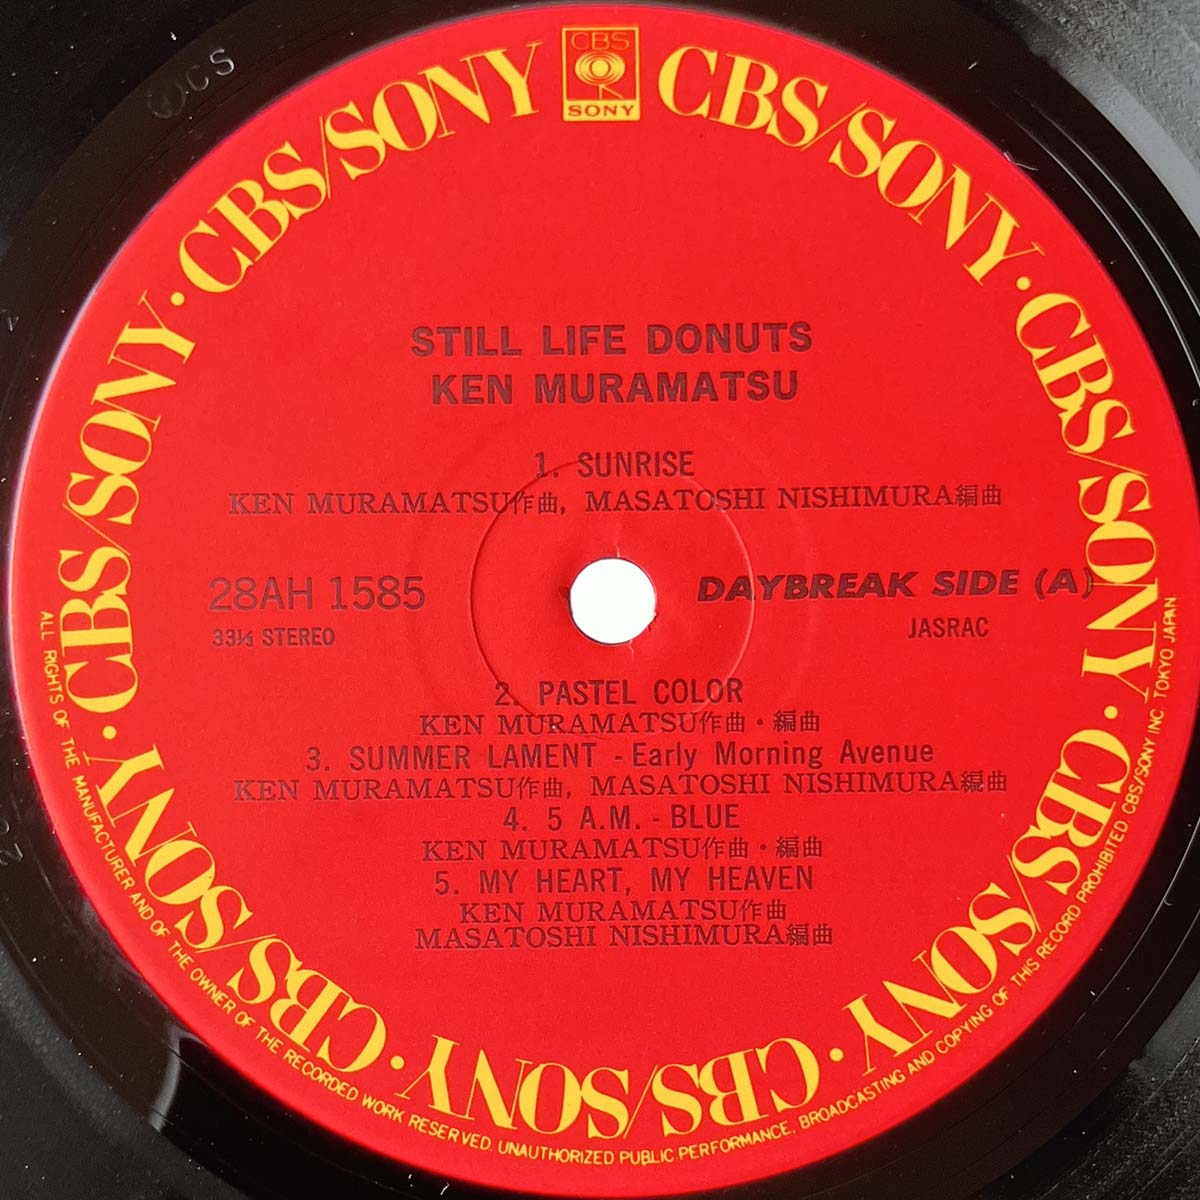 CBS
SONY
CBS/SONY · CBS/SONY · CBS/SONY · CBS/SONY · CBS/SONY · CBS/SONY · CBS/SONY · CBS/SONY · CBS/SONY · CBS/SONY
STILL LIFE DONUTS
KEN MURAMATSU
1. SUNRISE
KEN MURAMATSU作曲, MASATOSHI NISHIMURA編曲
28AH 1585
33⅓ STEREO
DAYBREAK SIDE (A)
JASRAC
2. PASTEL COLOR
KEN MURAMATSU作曲・編曲
3. SUMMER LAMENT - Early Morning Avenue
KEN MURAMATSU作曲, MASATOSHI NISHIMURA編曲
4. 5 A.M. - BLUE
KEN MURAMATSU作曲・編曲
5. MY HEART, MY HEAVEN
KEN MURAMATSU作曲
MASATOSHI NISHIMURA編曲
ALL RIGHTS OF THE MANUFACTURER AND OF THE OWNER OF THE RECORDED WORK RESERVED. UNAUTHORIZED PUBLIC PERFORMANCE, BROADCASTING AND COPYING OF THIS RECORD PROHIBITED CBS/SONY INC. TOKYO JAPAN.